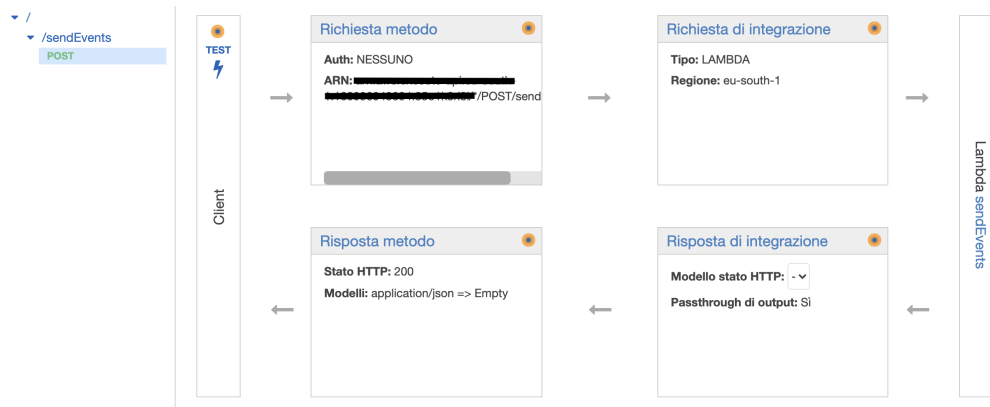 /
/sendEvents
POST
TEST
Client
Richiesta metodo
Auth: NESSUNO
ARN:
/POST/send
Richiesta di integrazione
Tipo: LAMBDA
Regione: eu-south-1
Lambda sendEvents
Risposta metodo
Stato HTTP: 200
Modelli: application/json => Empty
Risposta di integrazione
Modello stato HTTP: -
Passthrough di output: Sì